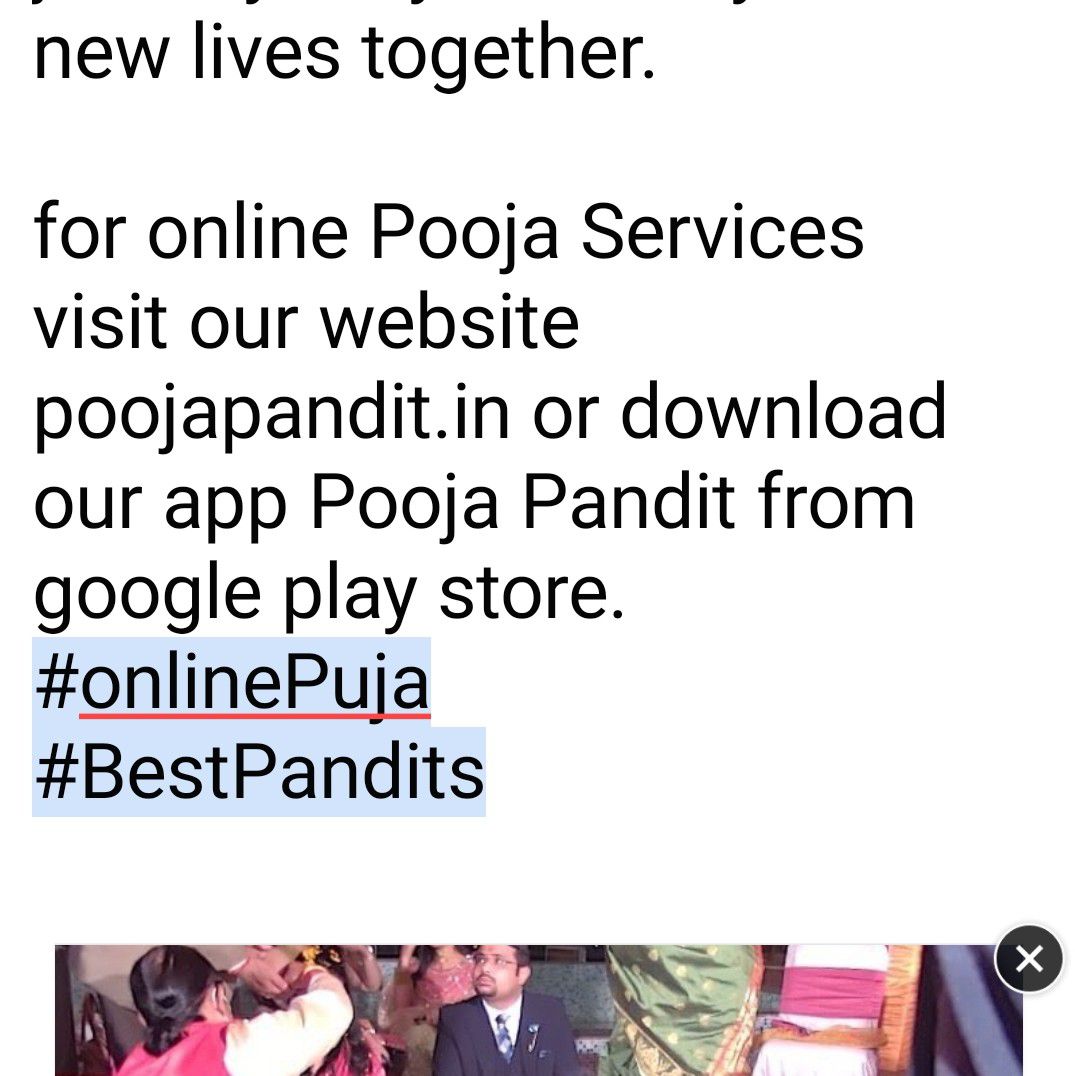 new lives together.
for online Pooja Services
visit our website
poojapandit.in or download
our app Pooja Pandit from
google play store.
#onlinePuja
#BestPandits